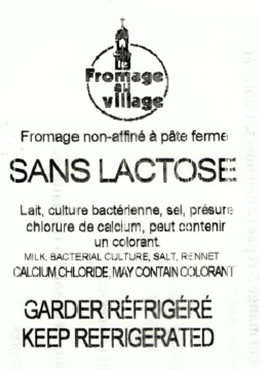 Le
Fromage
au
village
Fromage non-affiné à pâte ferme
SANS LACTOSE
Lait, culture bactérienne, sel, présure
chlorure de calcium, peut contenir
un colorant.
MILK, BACTERIAL CULTURE, SALT, RENNET
CALCIUM CHLORIDE, MAY CONTAIN COLORANT
GARDER RÉFRIGÉRÉ
KEEP REFRIGERATED